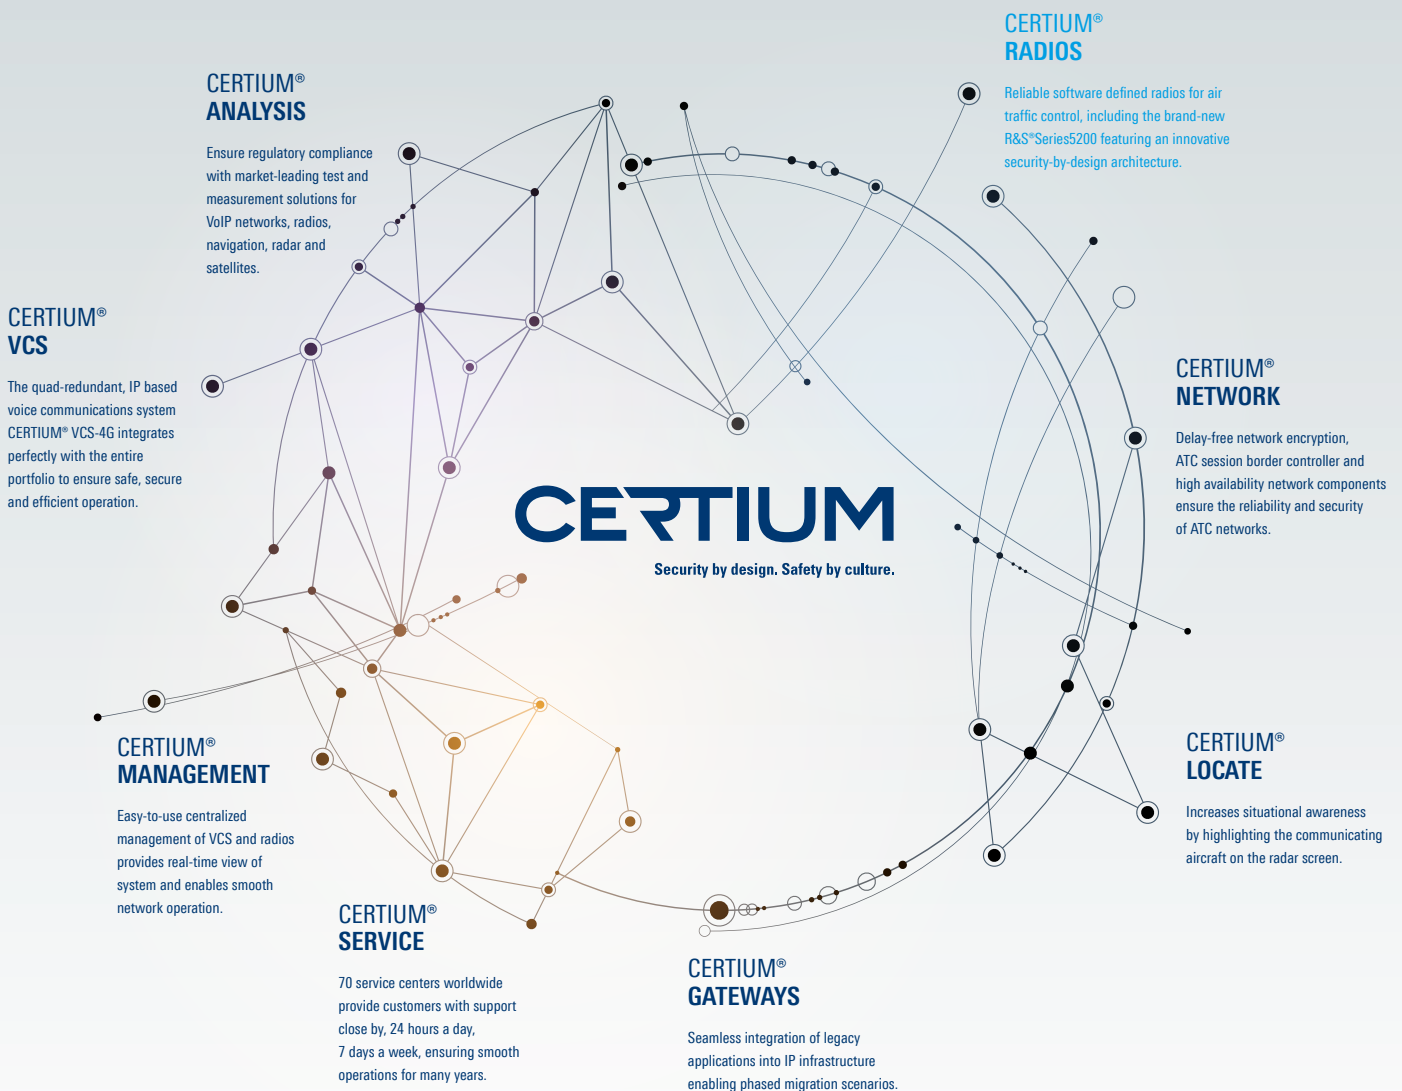 CERTIUM®
RADIOS
Reliable software defined radios for air
traffic control, including the brand-new
R&S®Series5200 featuring an innovative
security-by-design architecture.
CERTIUM®
ANALYSIS
Ensure regulatory compliance
with market-leading test and
measurement solutions for
VoIP networks, radios,
navigation, radar and
satellites.
CERTIUM®
VCS
The quad-redundant, IP based
voice communications system
CERTIUM® VCS-4G integrates
perfectly with the entire
portfolio to ensure safe, secure
and efficient operation.
CERTIUM®
NETWORK
Delay-free network encryption,
ATC session border controller and
high availability network components
ensure the reliability and security
of ATC networks.
CERTIUM
Security by design. Safety by culture.
CERTIUM®
MANAGEMENT
Easy-to-use centralized
management of VCS and radios
provides real-time view of
system and enables smooth
network operation.
CERTIUM®
LOCATE
Increases situational awareness
by highlighting the communicating
aircraft on the radar screen.
CERTIUM®
SERVICE
70 service centers worldwide
provide customers with support
close by, 24 hours a day,
7 days a week, ensuring smooth
operations for many years.
CERTIUM®
GATEWAYS
Seamless integration of legacy
applications into IP infrastructure
enabling phased migration scenarios.